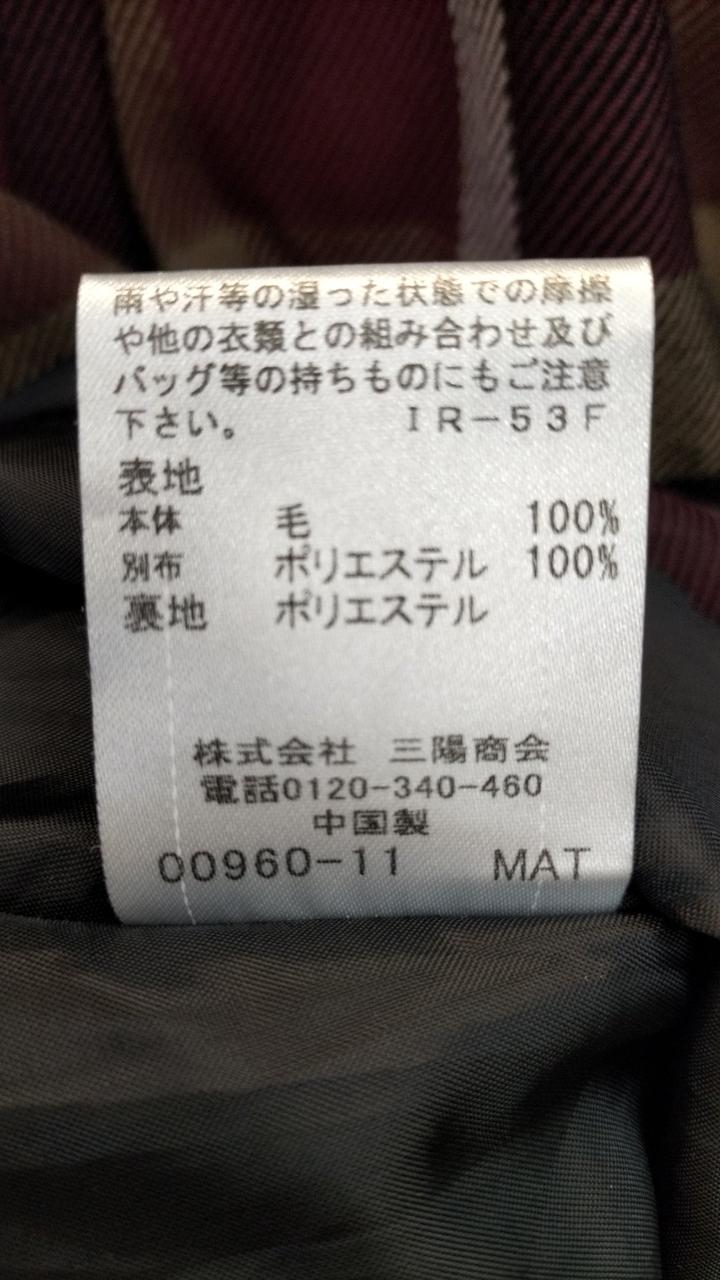 雨や汗等の湿った状態での摩擦
や他の衣類との組み合わせ及び
バッグ等の持ちものにもご注意
下さい。 IR-53F
表地
本体 毛 100%
別布 ポリエステル 100%
裏地 ポリエステル
株式会社 三陽商会
電話0120-340-460
中国製
00960-11 MAT